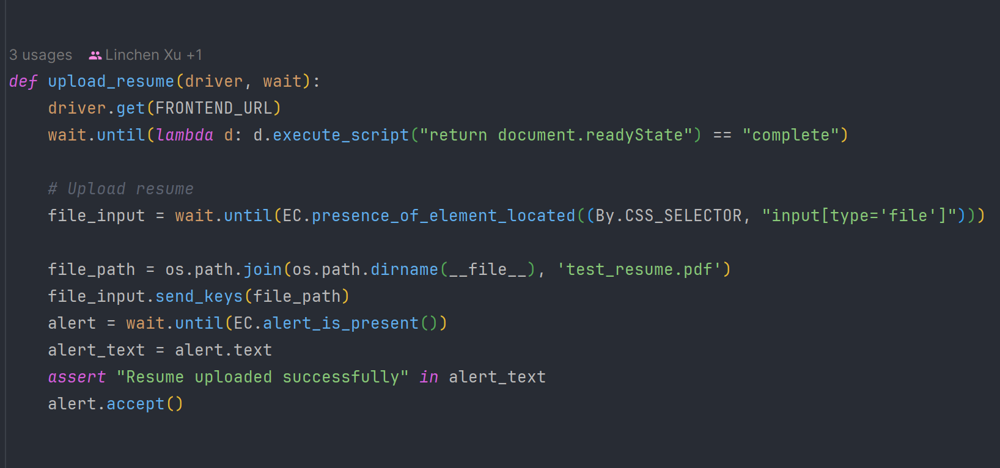 3 usages Linchen Xu +1
def upload_resume(driver, wait):
    driver.get(FRONTEND_URL)
    wait.until(lambda d: d.execute_script("return document.readyState") == "complete")
    # Upload resume
    file_input = wait.until(EC.presence_of_element_located((By.CSS_SELECTOR, "input[type='file']")))
    file_path = os.path.join(os.path.dirname(__file__), 'test_resume.pdf')
    file_input.send_keys(file_path)
    alert = wait.until(EC.alert_is_present())
    alert_text = alert.text
    assert "Resume uploaded successfully" in alert_text
    alert.accept()